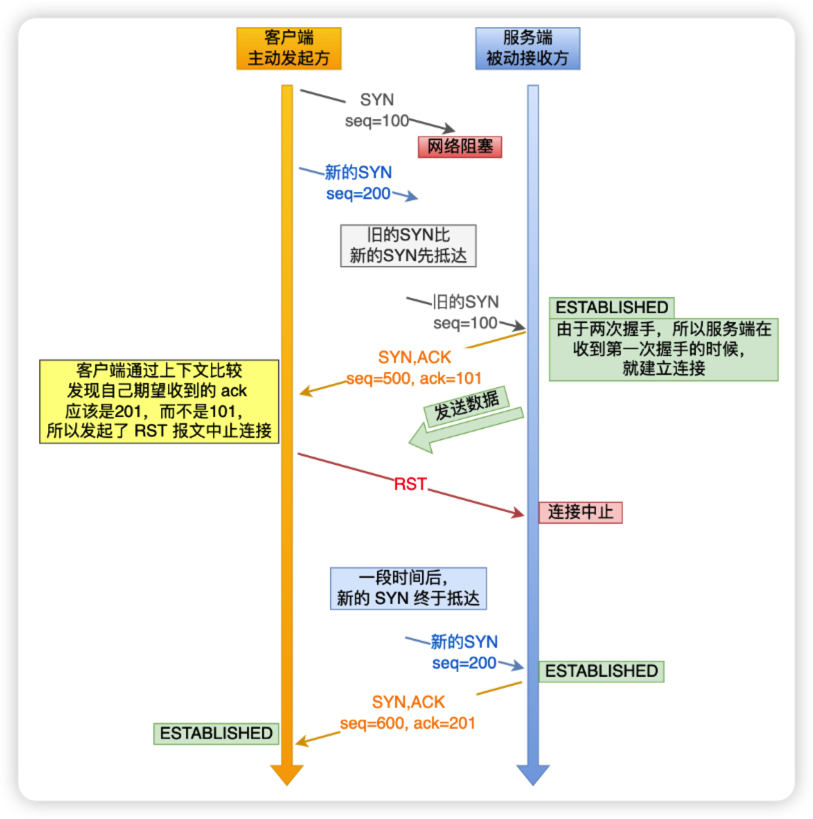 客户端
主动发起方
服务端
被动接收方
SYN
seq=100
网络阻塞
新的SYN
seq=200
旧的SYN比
新的SYN先抵达
旧的SYN
seq=100
ESTABLISHED
由于两次握手，所以服务端在
收到第一次握手的时候，
就建立连接
SYN,ACK
seq=500, ack=101
客户端通过上下文比较
发现自己期望收到的 ack
应该是201，而不是101，
所以发起了 RST 报文中止连接
发送数据
RST
连接中止
一段时间后，
新的 SYN 终于抵达
新的SYN
seq=200
ESTABLISHED
SYN,ACK
seq=600, ack=201
ESTABLISHED